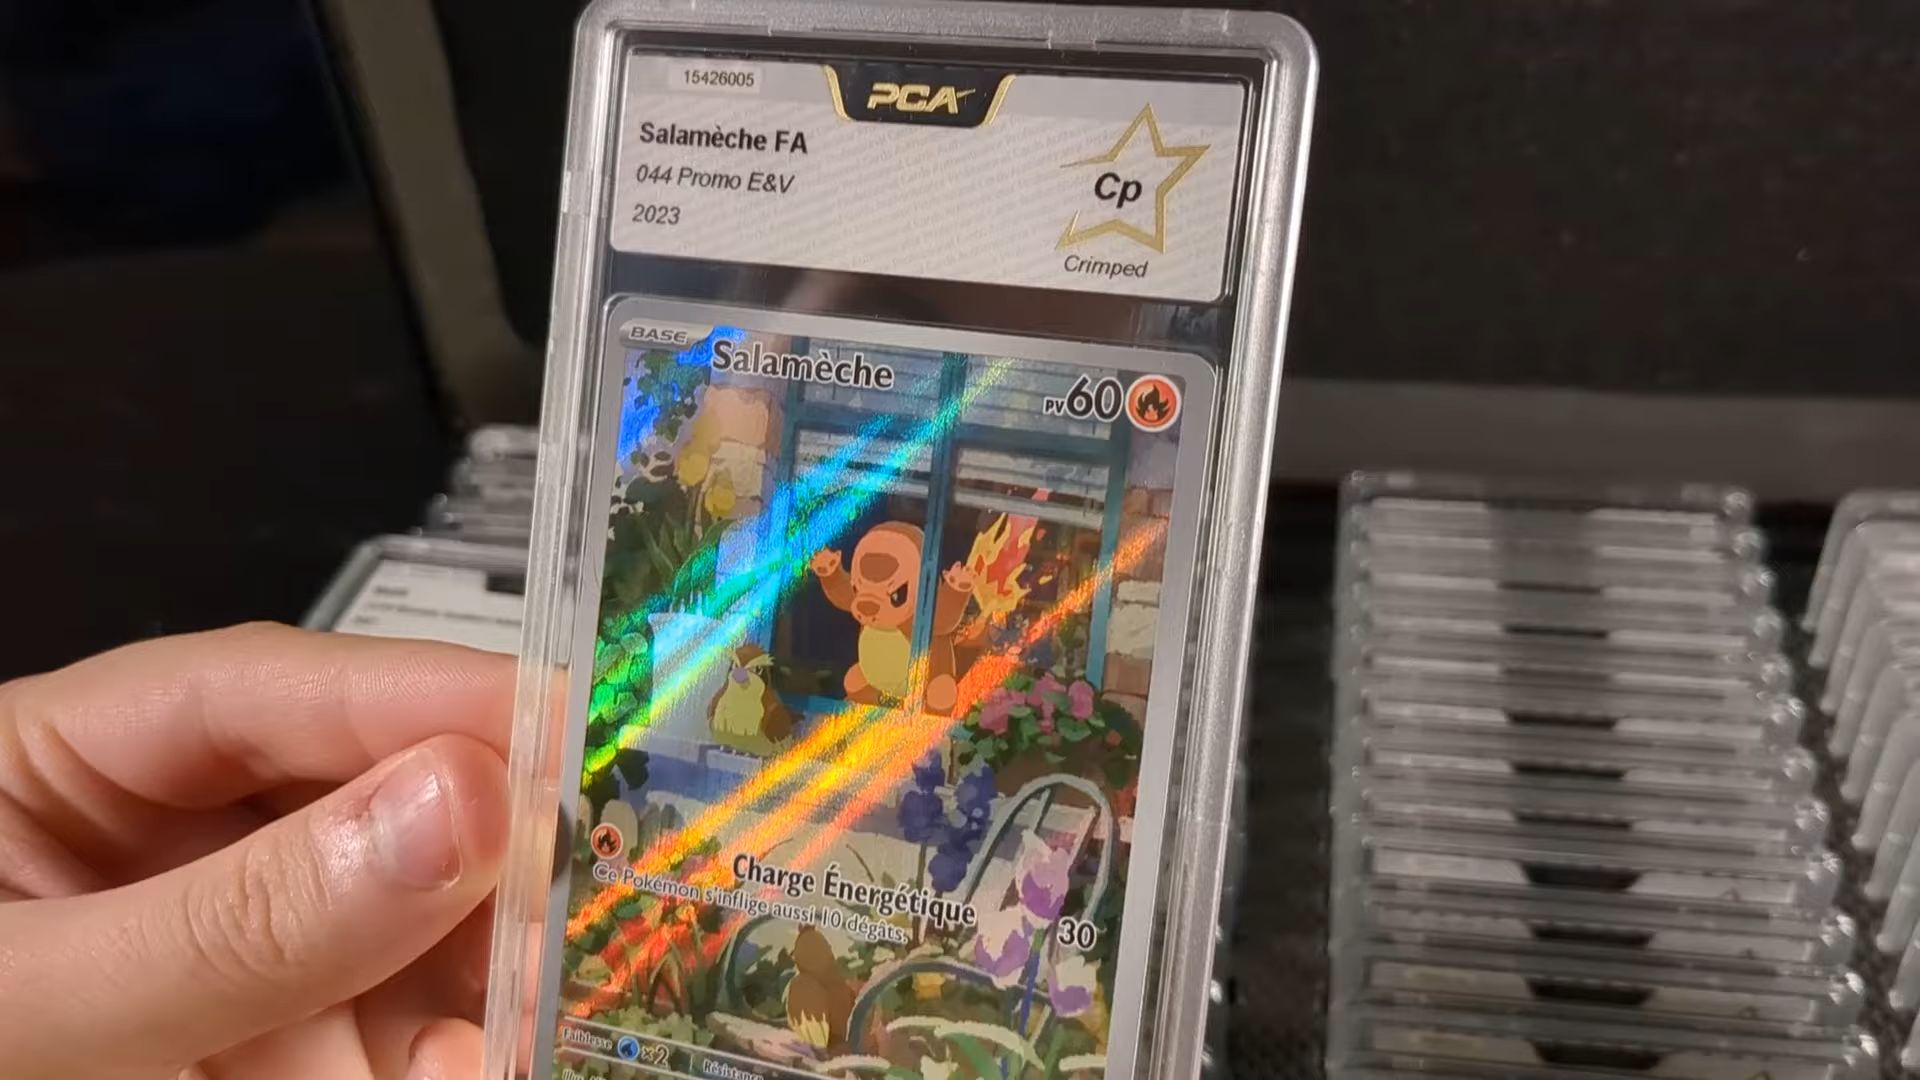 15426005
PCA
Salamèche FA
044 Promo E&V
2023
Cp
Crimped
BASE
Salamèche
PV60
Charge Énergétique
30
Ce Pokémon s'inflige aussi 10 dégâts.
Faiblesse
×2
Résistance